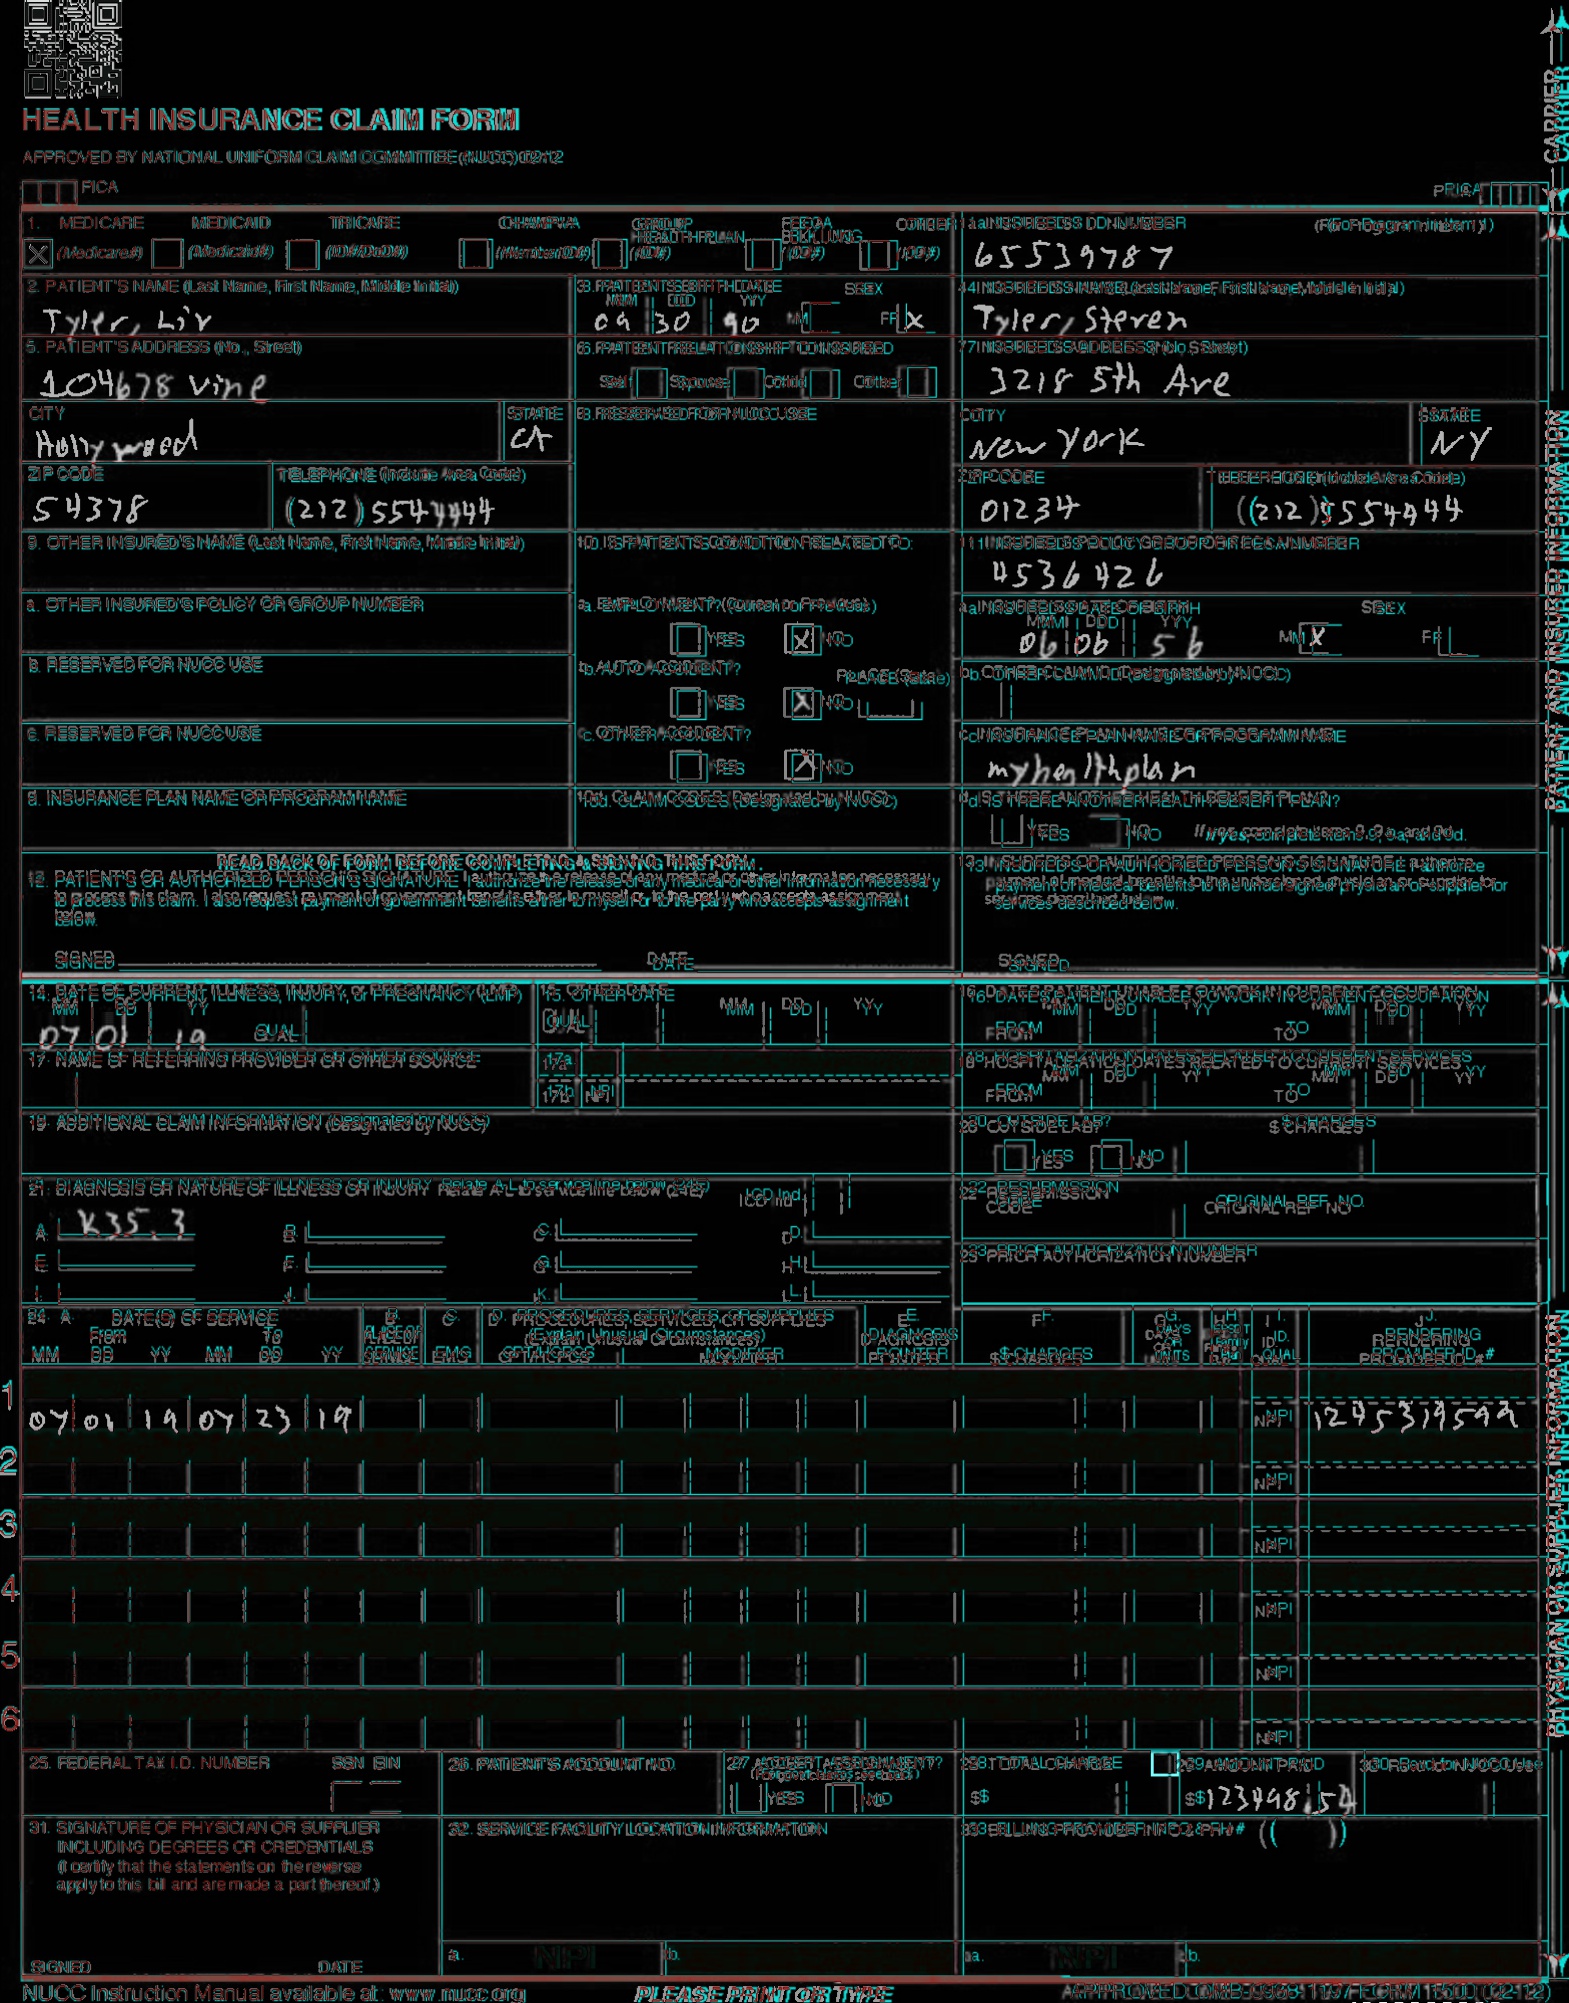 HEALTH INSURANCE CLAIM FORM
APPROVED BY NATIONAL UNIFORM CLAIM COMMITTEE (NUCC) 02/12
PICA
PICA
CARRIER
1. MEDICARE MEDICAID TRICARE CHAMPVA GROUP HEALTH PLAN FECA BLK LUNG OTHER
X (Medicare#) (Medicaid#) (ID#/DoD#) (Member ID#) (ID#) (ID#) (ID#)
1a. INSURED'S I.D. NUMBER (For Program in Item 1)
65539787
2. PATIENT'S NAME (Last Name, First Name, Middle Initial)
Tyler, Liv
3. PATIENT'S BIRTH DATE SEX
MM DD YY
09 30 90 M F X
4. INSURED'S NAME (Last Name, First Name, Middle Initial)
Tyler, Steven
5. PATIENT'S ADDRESS (No., Street)
104678 Vine
6. PATIENT RELATIONSHIP TO INSURED
Self Spouse Child Other
7. INSURED'S ADDRESS (No., Street)
3218 5th Ave
CITY STATE
Hollywood CA
8. RESERVED FOR NUCC USE
CITY STATE
New York NY
ZIP CODE TELEPHONE (Include Area Code)
54378 (212) 5544444
ZIP CODE TELEPHONE (Include Area Code)
01234 (212) 5554444
9. OTHER INSURED'S NAME (Last Name, First Name, Middle Initial)
10. IS PATIENT'S CONDITION RELATED TO:
11. INSURED'S POLICY GROUP OR FECA NUMBER
4536426
a. OTHER INSURED'S POLICY OR GROUP NUMBER
a. EMPLOYMENT? (Current or Previous)
YES X NO
a. INSURED'S DATE OF BIRTH SEX
MM DD YY
06 06 56 M X F
b. RESERVED FOR NUCC USE
b. AUTO ACCIDENT? PLACE (State)
YES X NO
b. OTHER CLAIM ID (Designated by NUCC)
c. RESERVED FOR NUCC USE
c. OTHER ACCIDENT?
YES X NO
c. INSURANCE PLAN NAME OR PROGRAM NAME
myhealthplan
d. INSURANCE PLAN NAME OR PROGRAM NAME
10d. CLAIM CODES (Designated by NUCC)
d. IS THERE ANOTHER HEALTH BENEFIT PLAN?
YES NO If yes, complete items 9, 9a, and 9d.
READ BACK OF FORM BEFORE COMPLETING & SIGNING THIS FORM.
12. PATIENT'S OR AUTHORIZED PERSON'S SIGNATURE I authorize the release of any medical or other information necessary
to process this claim. I also request payment of government benefits either to myself or to the party who accepts assignment
below.
SIGNED DATE
13. INSURED'S OR AUTHORIZED PERSON'S SIGNATURE I authorize
payment of medical benefits to the undersigned physician or supplier for
services described below.
SIGNED
PATIENT AND INSURED INFORMATION
14. DATE OF CURRENT ILLNESS, INJURY, or PREGNANCY (LMP)
MM DD YY
07 01 19 QUAL.
15. OTHER DATE
QUAL. MM DD YY
16. DATES PATIENT UNABLE TO WORK IN CURRENT OCCUPATION
MM DD YY MM DD YY
FROM TO
17. NAME OF REFERRING PROVIDER OR OTHER SOURCE
17a.
17b. NPI
18. HOSPITALIZATION DATES RELATED TO CURRENT SERVICES
MM DD YY MM DD YY
FROM TO
19. ADDITIONAL CLAIM INFORMATION (Designated by NUCC)
20. OUTSIDE LAB? $ CHARGES
YES NO
21. DIAGNOSIS OR NATURE OF ILLNESS OR INJURY Relate A-L to service line below (24E) ICD Ind.
A. K35.3 B. C. D.
E. F. G. H.
I. J. K. L.
22. RESUBMISSION CODE ORIGINAL REF. NO.
23. PRIOR AUTHORIZATION NUMBER
24. A. DATE(S) OF SERVICE B. PLACE OF SERVICE C. EMG D. PROCEDURES, SERVICES, OR SUPPLIES E. DIAGNOSIS POINTER F. $ CHARGES G. DAYS OR UNITS H. I. ID. QUAL. J. RENDERING PROVIDER ID. #
From To (Explain Unusual Circumstances)
MM DD YY MM DD YY CPT/HCPCS MODIFIER
1 07 01 19 07 23 19 NPI 1245319599
2 NPI
3 NPI
4 NPI
5 NPI
6 NPI
PHYSICIAN OR SUPPLIER INFORMATION
25. FEDERAL TAX I.D. NUMBER SSN EIN
26. PATIENT'S ACCOUNT NO.
27. ACCEPT ASSIGNMENT?
YES NO
28. TOTAL CHARGE
$
29. AMOUNT PAID
$ 123498.54
30. Rsvd for NUCC Use
31. SIGNATURE OF PHYSICIAN OR SUPPLIER
INCLUDING DEGREES OR CREDENTIALS
(I certify that the statements on the reverse
apply to this bill and are made a part thereof.)
SIGNED DATE
32. SERVICE FACILITY LOCATION INFORMATION
a. NPI b.
33. BILLING PROVIDER INFO & PH # ( )
a. NPI b.
NUCC Instruction Manual available at: www.nucc.org
PLEASE PRINT OR TYPE
APPROVED OMB-0938-1197 FORM 1500 (02-12)